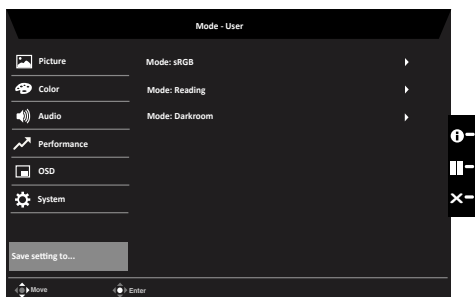 Mode - User
Picture
Mode: sRGB
Color
Mode: Reading
Audio
Mode: Darkroom
Performance
OSD
System
Save setting to...
Move
Enter